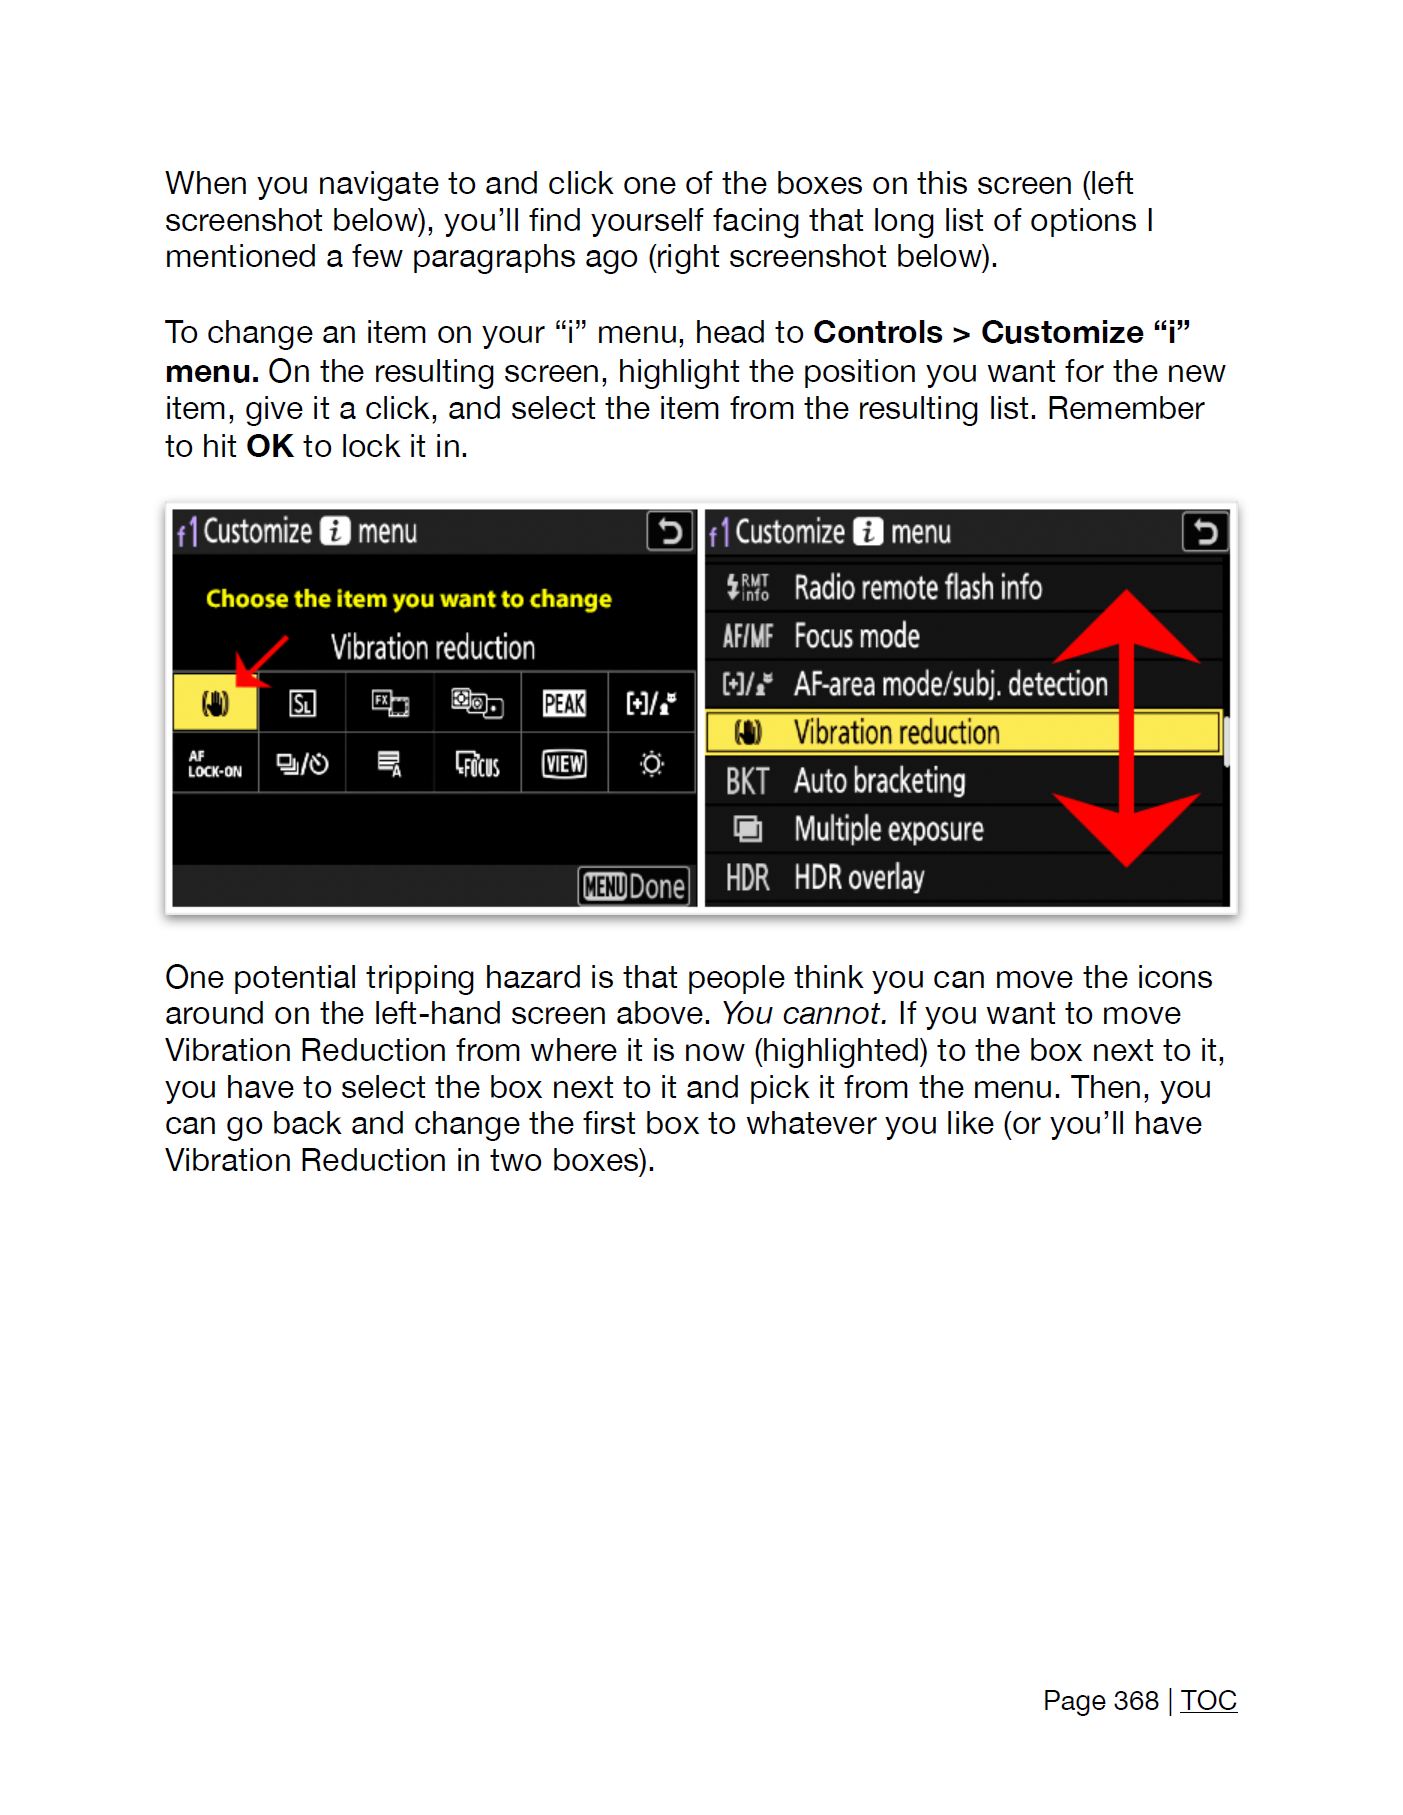 When you navigate to and click one of the boxes on this screen (left
screenshot below), you’ll find yourself facing that long list of options I
mentioned a few paragraphs ago (right screenshot below).
To change an item on your “i” menu, head to Controls > Customize “i”
menu. On the resulting screen, highlight the position you want for the new
item, give it a click, and select the item from the resulting list. Remember
to hit OK to lock it in.
f1 Customize i menu
Choose the item you want to change
Vibration reduction
SL FX PEAK [+]/
AF
LOCK-ON / A FOCUS VIEW
MENU Done
f1 Customize i menu
RMT info Radio remote flash info
AF/MF Focus mode
[+]/ AF-area mode/subj. detection
Vibration reduction
BKT Auto bracketing
Multiple exposure
HDR HDR overlay
One potential tripping hazard is that people think you can move the icons
around on the left-hand screen above. You cannot. If you want to move
Vibration Reduction from where it is now (highlighted) to the box next to it,
you have to select the box next to it and pick it from the menu. Then, you
can go back and change the first box to whatever you like (or you’ll have
Vibration Reduction in two boxes).
Page 368 | TOC